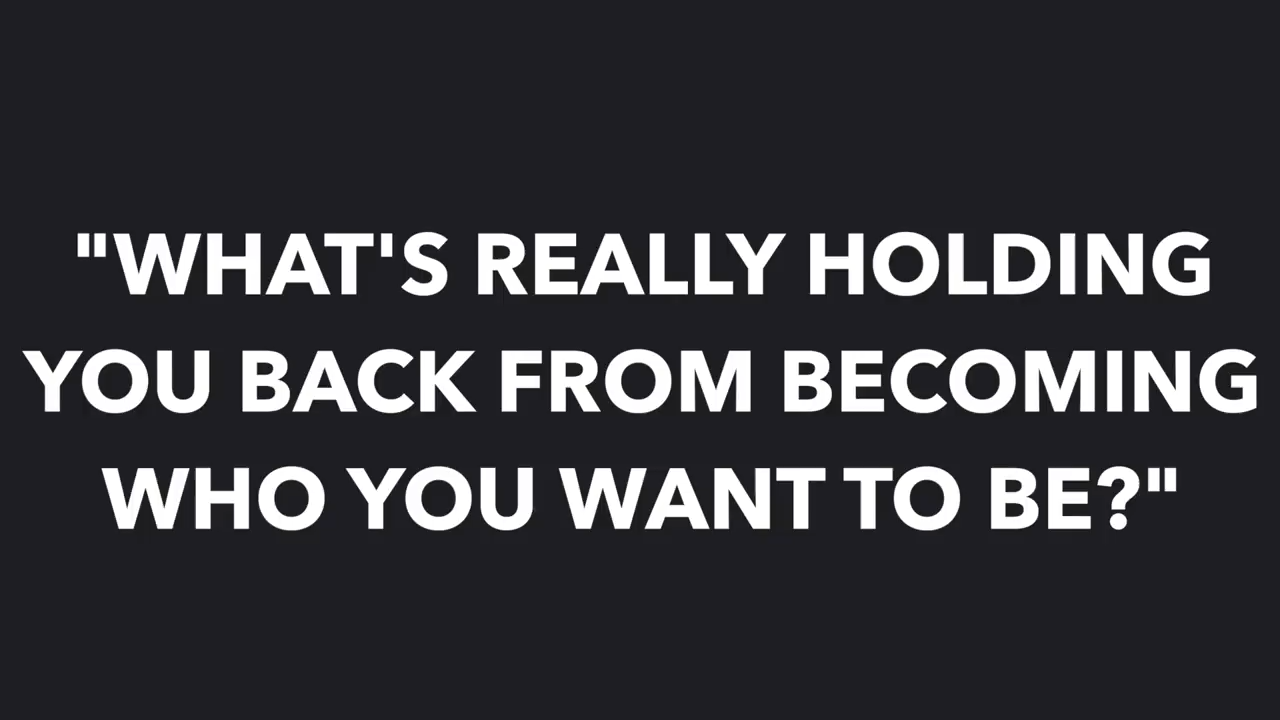 "WHAT'S REALLY HOLDING
YOU BACK FROM BECOMING
WHO YOU WANT TO BE?"